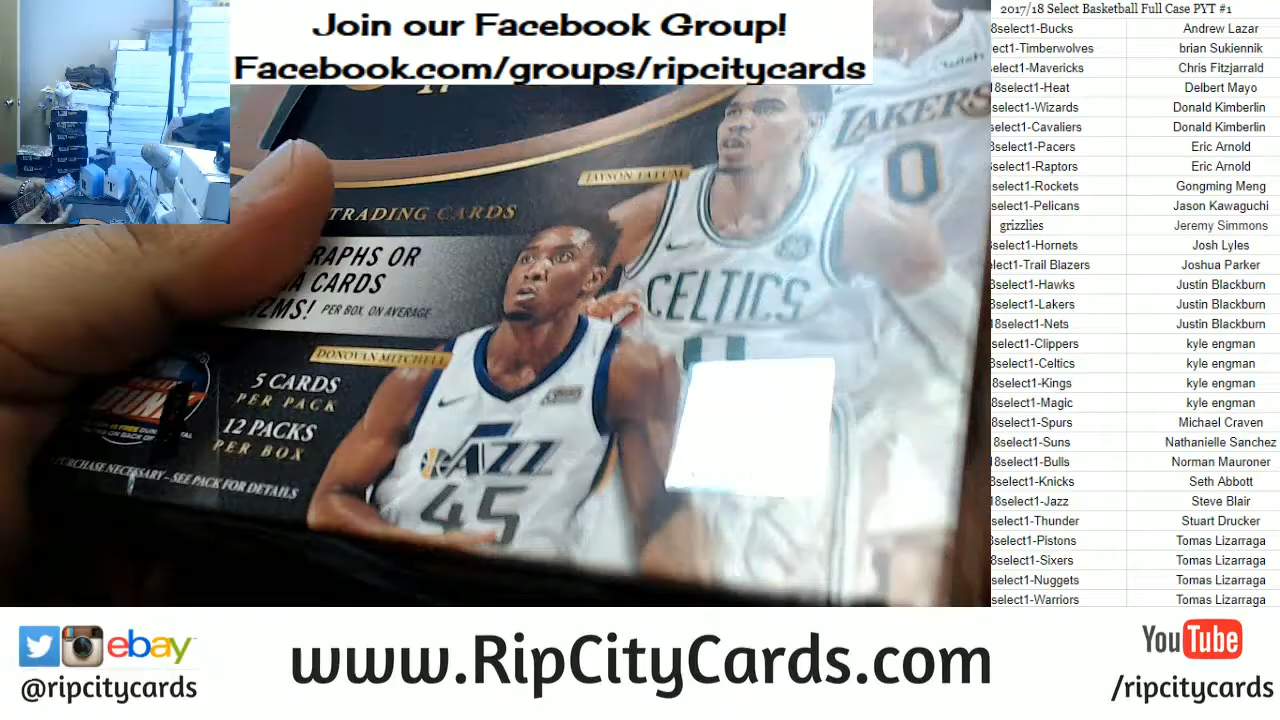 Join our Facebook Group!
Facebook.com/groups/ripcitycards
17
TRADING CARDS
RAPHS OR
CARDS
PER BOX, ON AVERAGE
JAYSON TATUM
DONOVAN MITCHELL
5 CARDS
PER PACK
12 PACKS
PER BOX
PURCHASE NECESSARY - SEE PACK FOR DETAILS
LAKERS
0
CELTICS
JAZZ
45
2017/18 Select Basketball Full Case PYT #1
8select1-Bucks Andrew Lazar
ect1-Timberwolves brian Sukiennik
select1-Mavericks Chris Fitzjarrald
18select1-Heat Delbert Mayo
select1-Wizards Donald Kimberlin
select1-Cavaliers Donald Kimberlin
8select1-Pacers Eric Arnold
select1-Raptors Eric Arnold
select1-Rockets Gongming Meng
select1-Pelicans Jason Kawaguchi
grizzlies Jeremy Simmons
select1-Hornets Josh Lyles
lect1-Trail Blazers Joshua Parker
8select1-Hawks Justin Blackburn
8select1-Lakers Justin Blackburn
18select1-Nets Justin Blackburn
select1-Clippers kyle engman
8select1-Celtics kyle engman
8select1-Kings kyle engman
8select1-Magic kyle engman
8select1-Spurs Michael Craven
8select1-Suns Nathanielle Sanchez
18select1-Bulls Norman Mauroner
select1-Knicks Seth Abbott
18select1-Jazz Steve Blair
select1-Thunder Stuart Drucker
select1-Pistons Tomas Lizarraga
8select1-Sixers Tomas Lizarraga
select1-Nuggets Tomas Lizarraga
select1-Warriors Tomas Lizarraga
ebay
@ripcitycards
www.RipCityCards.com
YouTube
/ripcitycards